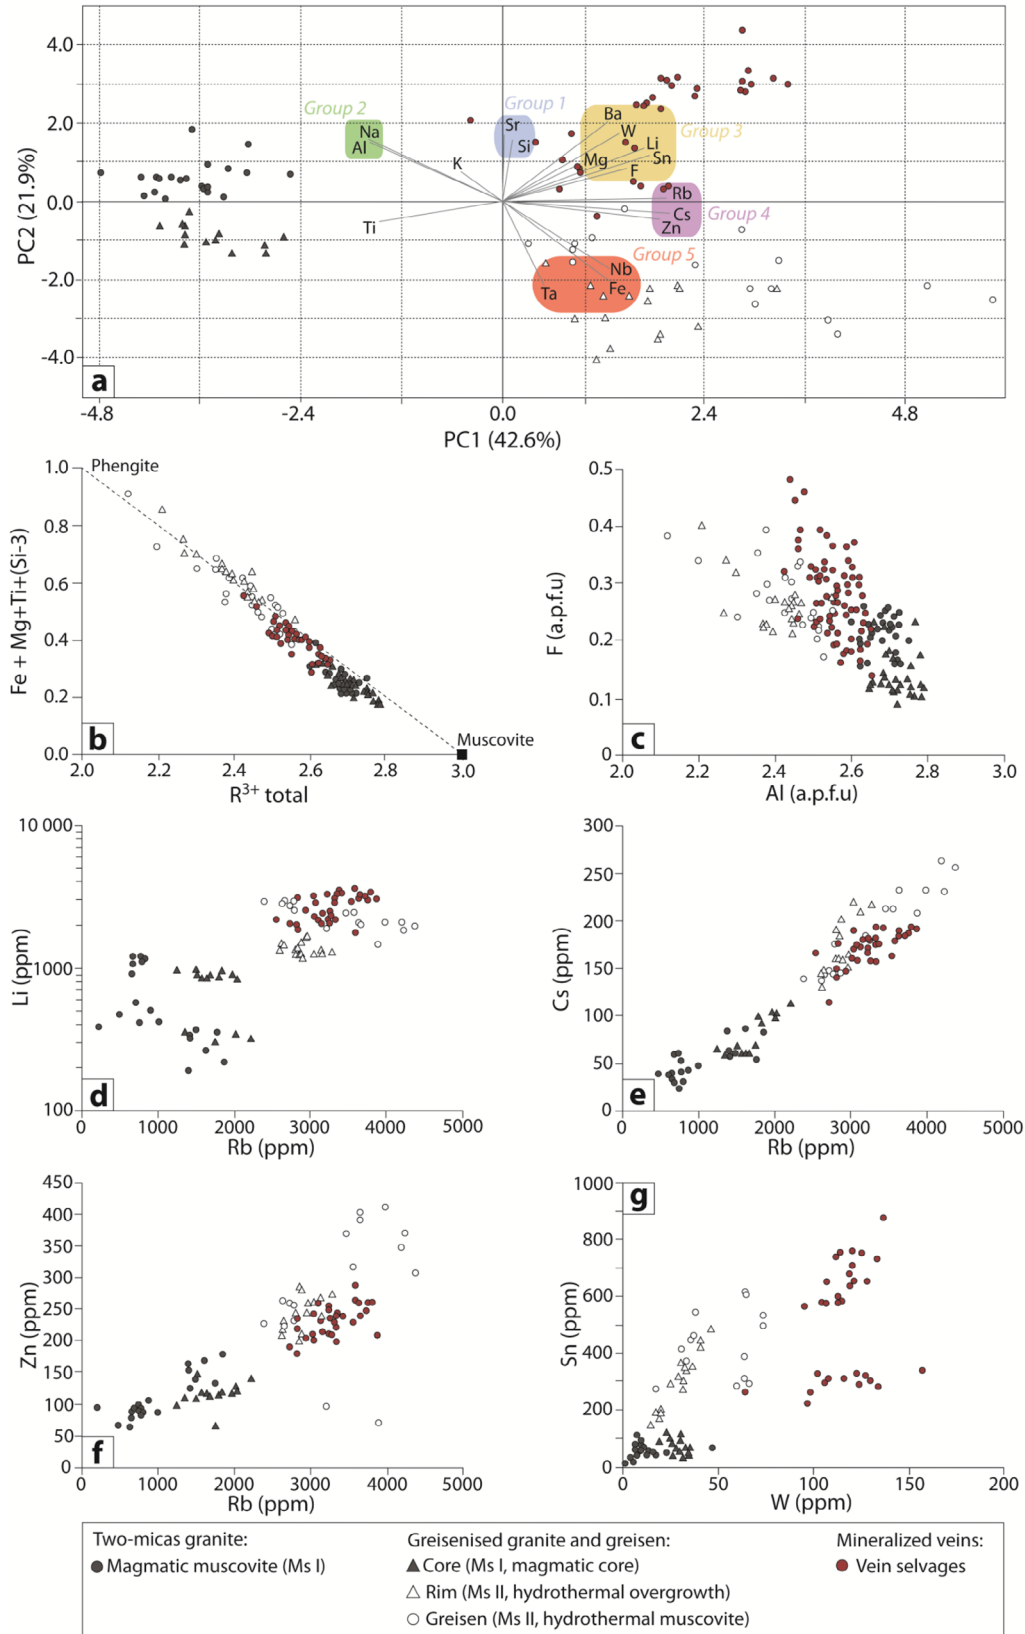 4.0
2.0
0.0
-2.0
-4.0
PC2 (21.9%)
Group 2
Na
Al
Group 1
Sr
Si
K
Ti
Ba
W
Li
Sn
Mg
F
Group 3
Rb
Cs
Zn
Group 4
Group 5
Nb
Fe
Ta
a
-4.8 -2.4 0.0 2.4 4.8
PC1 (42.6%)
1.0
0.8
0.6
0.4
0.2
0.0
Fe + Mg+Ti+(Si-3)
Phengite
Muscovite
b
2.0 2.2 2.4 2.6 2.8 3.0
R3+ total
0.5
0.4
0.3
0.2
0.1
0
F (a.p.f.u)
c
2.0 2.2 2.4 2.6 2.8 3.0
Al (a.p.f.u)
10 000
1000
100
Li (ppm)
d
0 1000 2000 3000 4000 5000
Rb (ppm)
300
250
200
150
100
50
0
Cs (ppm)
e
0 1000 2000 3000 4000 5000
Rb (ppm)
450
400
350
300
250
200
150
100
50
0
Zn (ppm)
f
0 1000 2000 3000 4000 5000
Rb (ppm)
1000
800
600
400
200
0
Sn (ppm)
g
0 50 100 150 200
W (ppm)
Two-micas granite:
Magmatic muscovite (Ms I)
Greisenised granite and greisen:
Core (Ms I, magmatic core)
Rim (Ms II, hydrothermal overgrowth)
Greisen (Ms II, hydrothermal muscovite)
Mineralized veins:
Vein selvages